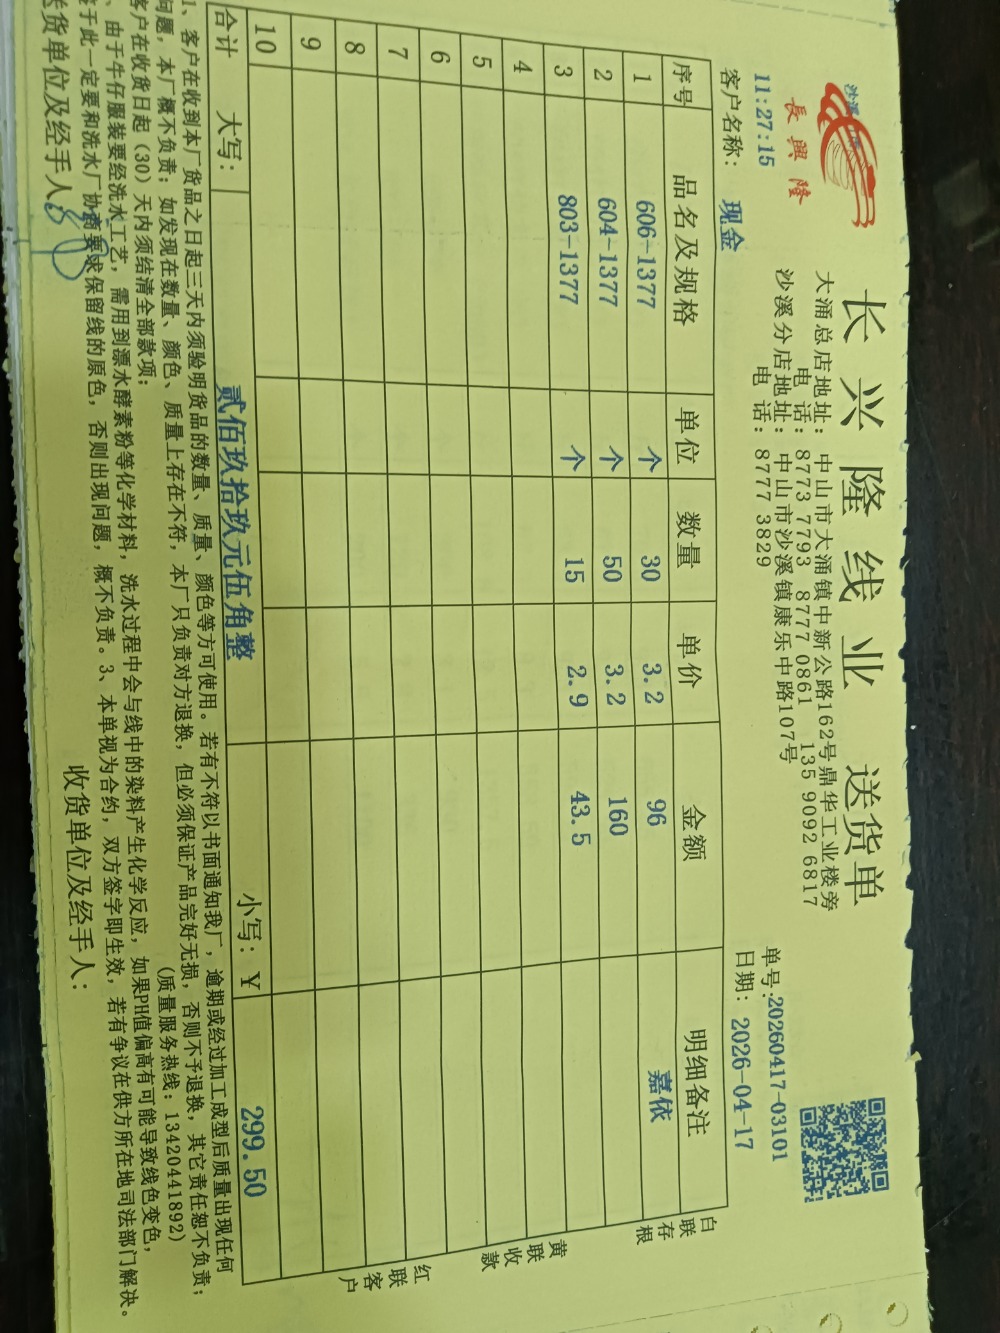 长兴隆线业 送货单
長興隆
大涌总店地址: 中山市大涌镇中新公路162号鼎华工业楼旁
电 话: 8773 7793 8777 0861 135 9092 6817
沙溪分店地址: 中山市沙溪镇康乐中路107号
电 话: 8777 3829
11:27:15
单号:20260417-03101
客户名称: 现金
日期: 2026-04-17
序号 品名及规格 单位 数量 单价 金额 明细备注
1 606-1377 个 30 3.2 96 嘉依
2 604-1377 个 50 3.2 160
3 803-1377 个 15 2.9 43.5
4
5
6
7
8
9
10
合计 大写: 贰佰玖拾玖元伍角整 小写: ¥ 299.50
白联存根
黄联收款
红联客户
1、客户在收到本厂货品之日起三天内须验明货品的数量、质量、颜色等方可使用。若有不符以书面通知我厂,逾期或经过加工成型后质量出现任何
问题,本厂概不负责;如发现在数量、颜色、质量上存在不符,本厂只负责对方退换,但必须保证产品完好无损,否则不予退换,其它责任恕不负责;
客户在收货日起(30)天内须结清全部款项; (质量服务热线:13420441892)
、由于牛仔服装要经洗水工艺,需用到漂水酵素粉等化学材料,洗水过程中会与线中的染料产生化学反应,如果PH值偏高有可能导致线色变色,
鉴于此一定要和洗水厂协商要求保留线的原色,否则出现问题,概不负责。3、本单视为合约,双方签字即生效,若有争议在供方所在地司法部门解决。
送货单位及经手人: 收货单位及经手人: